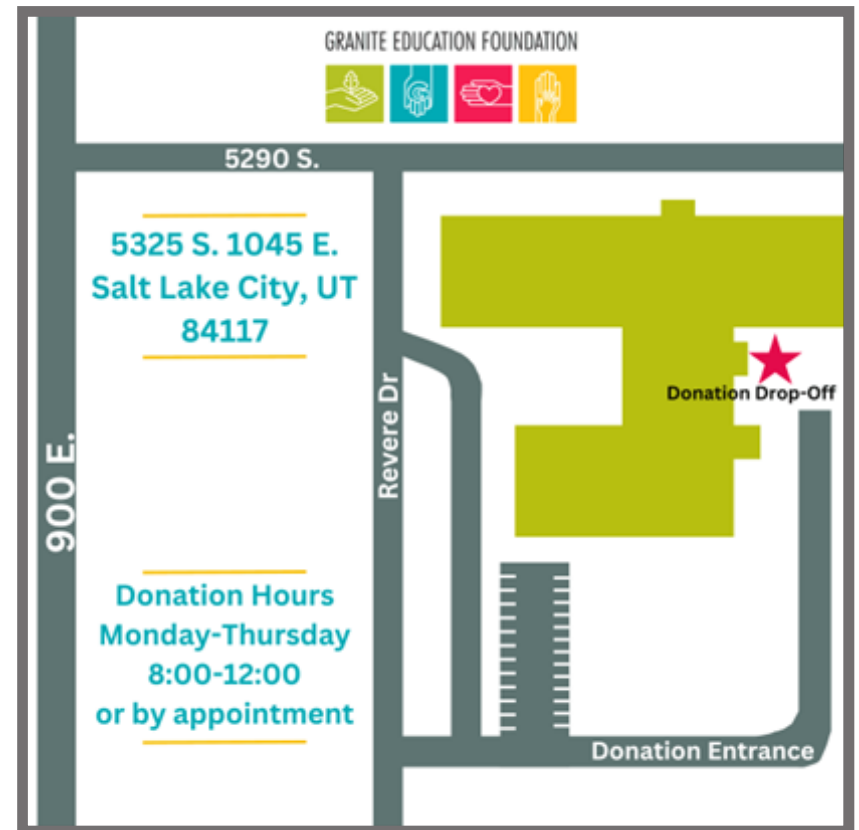 GRANITE EDUCATION FOUNDATION
5290 S.
5325 S. 1045 E.
Salt Lake City, UT
84117
Donation Drop-Off
Revere Dr
900 E.
Donation Hours
Monday-Thursday
8:00-12:00
or by appointment
Donation Entrance